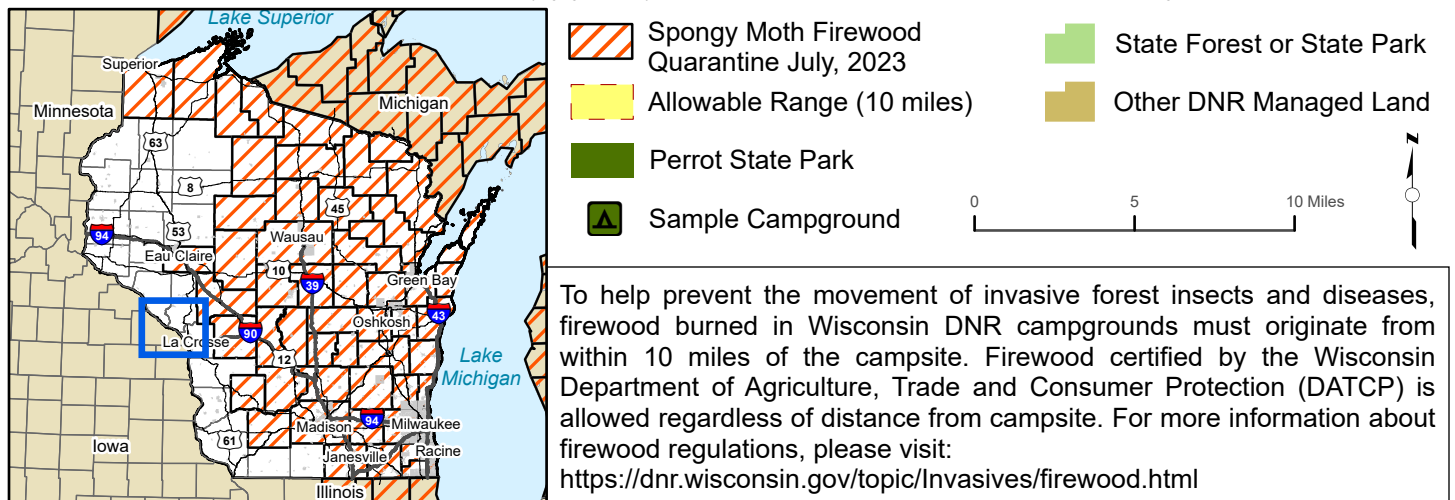 Lake Superior
Superior
Minnesota
Michigan
63
8
45
53
94
Wausau
Eau Claire
10
39
Green Bay
43
Oshkosh
90
La Crosse
12
Lake
Michigan
94
Madison
Milwaukee
61
Iowa
Janesville
Racine
Illinois
Spongy Moth Firewood
Quarantine July, 2023
Allowable Range (10 miles)
Perrot State Park
Sample Campground
State Forest or State Park
Other DNR Managed Land
N
0 5 10 Miles
To help prevent the movement of invasive forest insects and diseases,
firewood burned in Wisconsin DNR campgrounds must originate from
within 10 miles of the campsite. Firewood certified by the Wisconsin
Department of Agriculture, Trade and Consumer Protection (DATCP) is
allowed regardless of distance from campsite. For more information about
firewood regulations, please visit:
https://dnr.wisconsin.gov/topic/Invasives/firewood.html